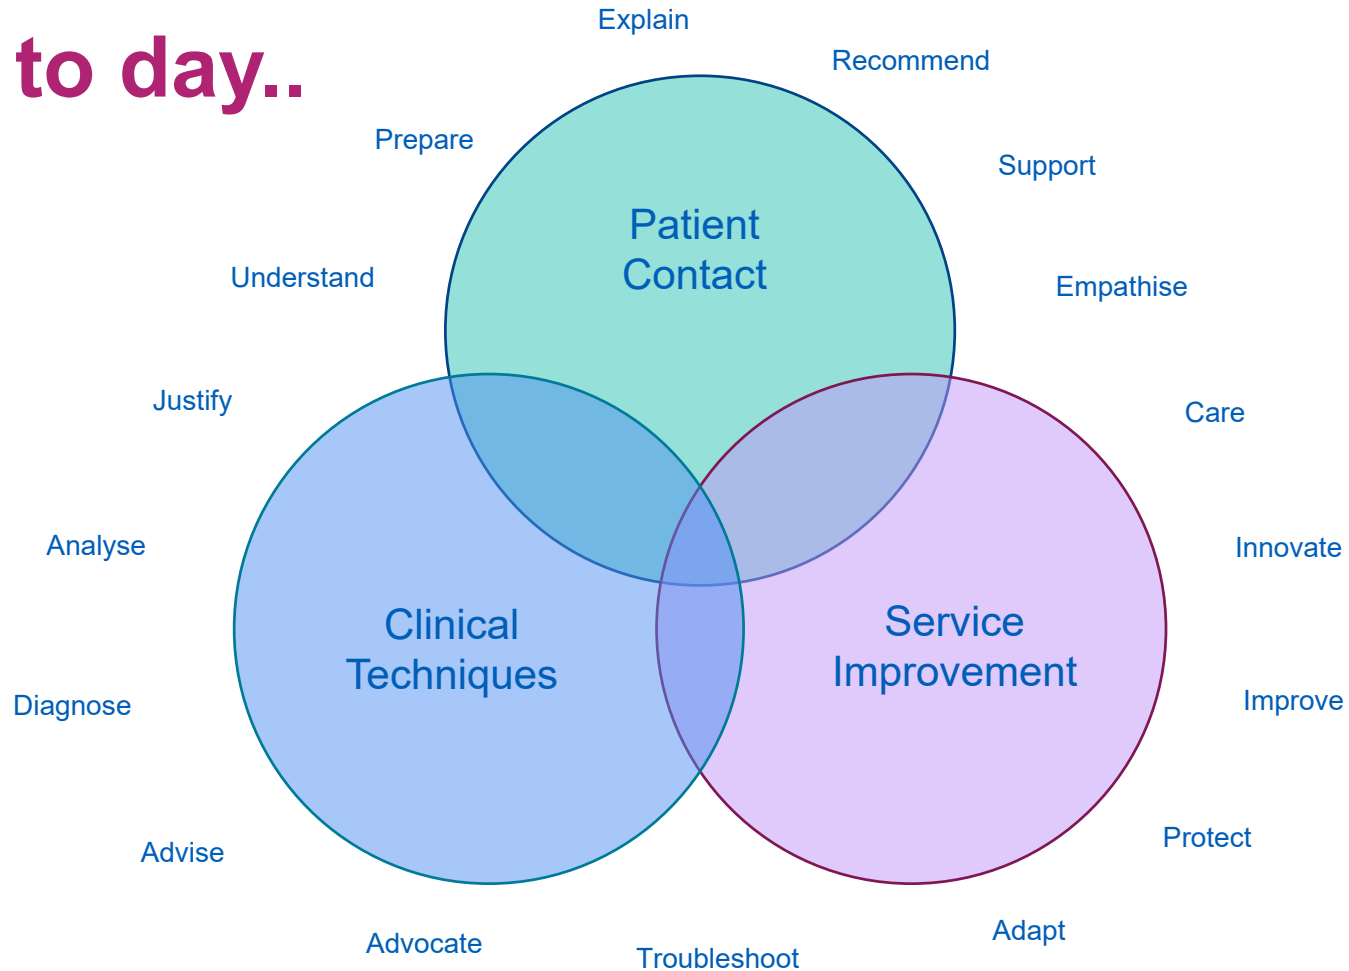 to day..
Explain
Recommend
Prepare
Support
Patient
Contact
Understand
Empathise
Justify
Care
Analyse
Innovate
Clinical
Techniques
Service
Improvement
Diagnose
Improve
Advise
Protect
Advocate
Troubleshoot
Adapt